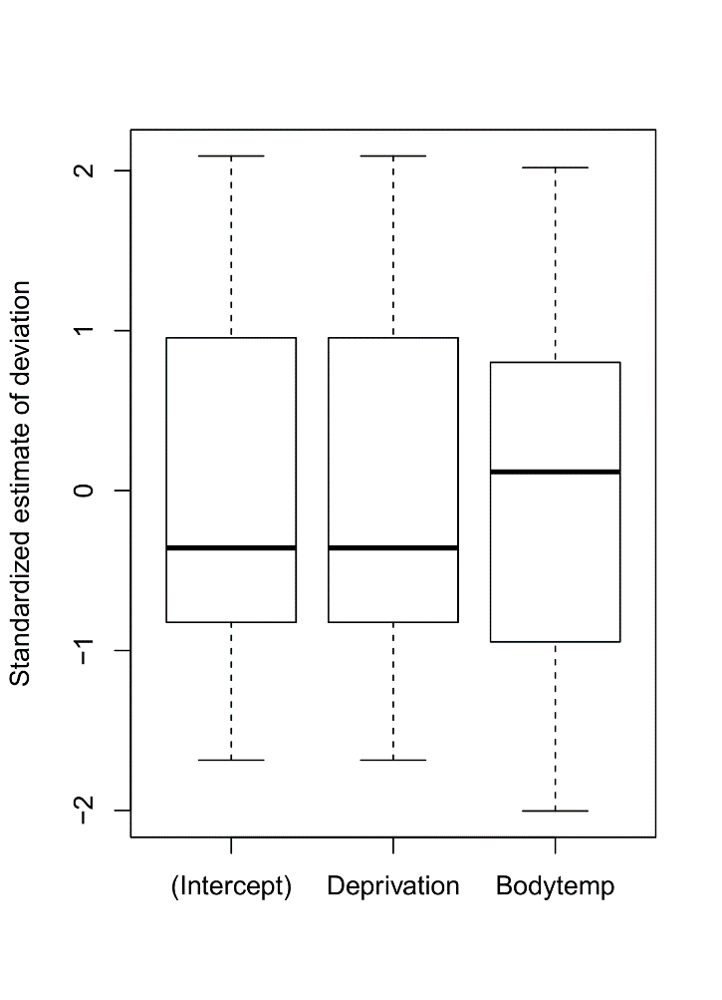 Standardized estimate of deviation
2
1
0
−1
−2
(Intercept) Deprivation Bodytemp